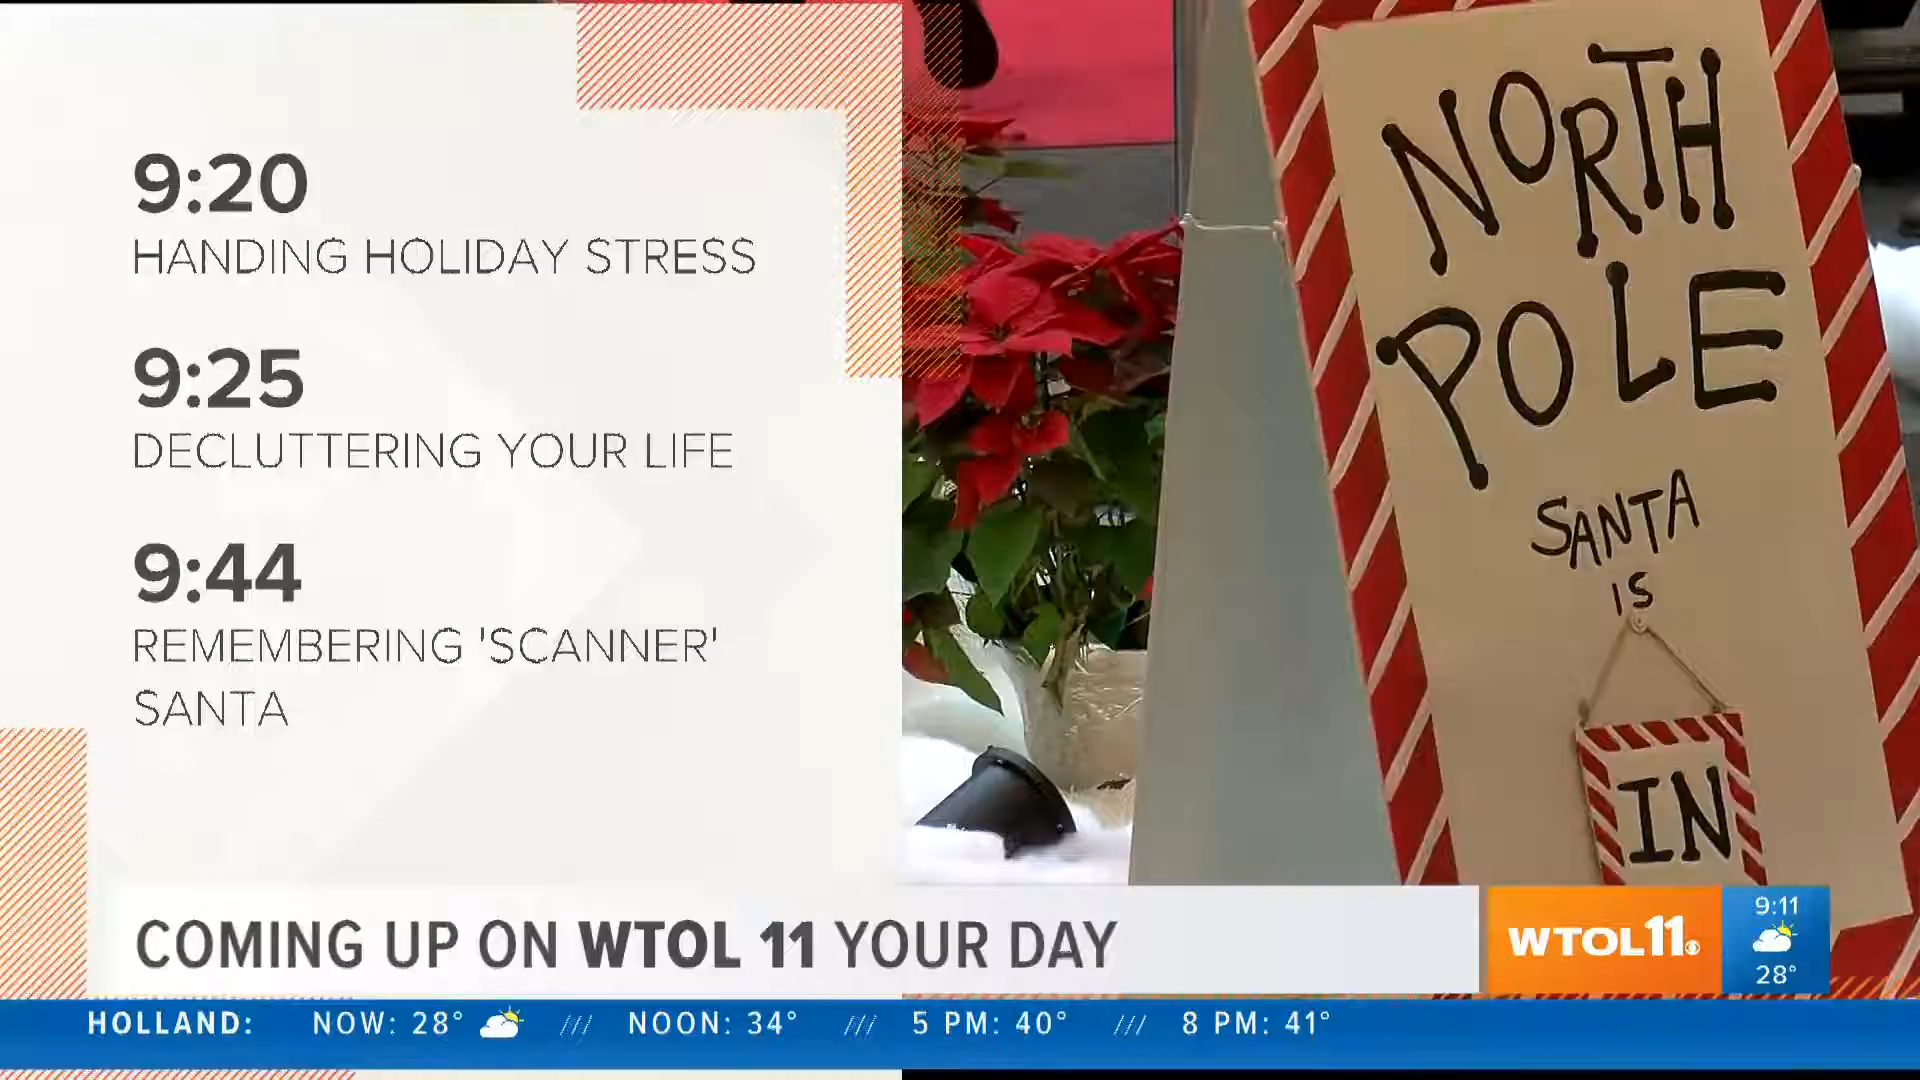 9:20
HANDING HOLIDAY STRESS
9:25
DECLUTTERING YOUR LIFE
9:44
REMEMBERING 'SCANNER'
SANTA
NORTH
POLE
SANTA
IS
IN
COMING UP ON WTOL 11 YOUR DAY
WTOL11
9:11
28°
HOLLAND: NOW: 28° /// NOON: 34° /// 5 PM: 40° /// 8 PM: 41°